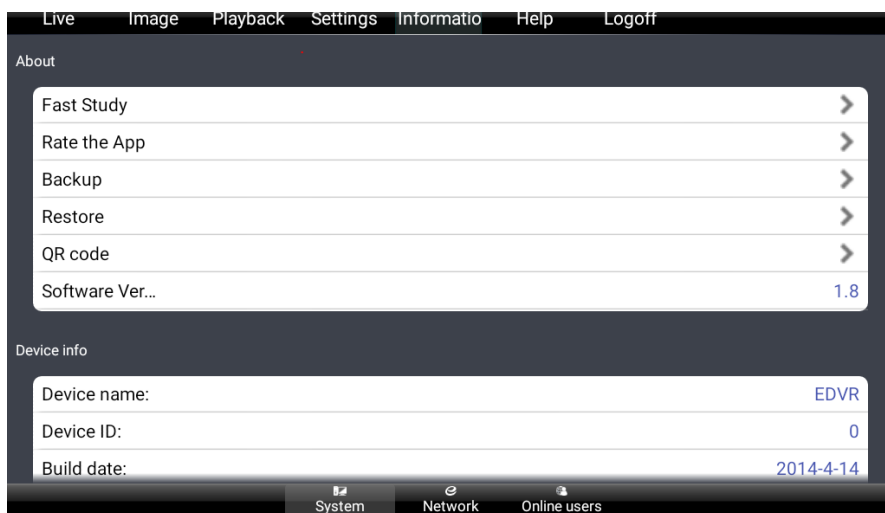 Live Image Playback Settings Informatio Help Logoff
About
Fast Study
Rate the App
Backup
Restore
QR code
Software Ver... 1.8
Device info
Device name: EDVR
Device ID: 0
Build date: 2014-4-14
System Network Online users